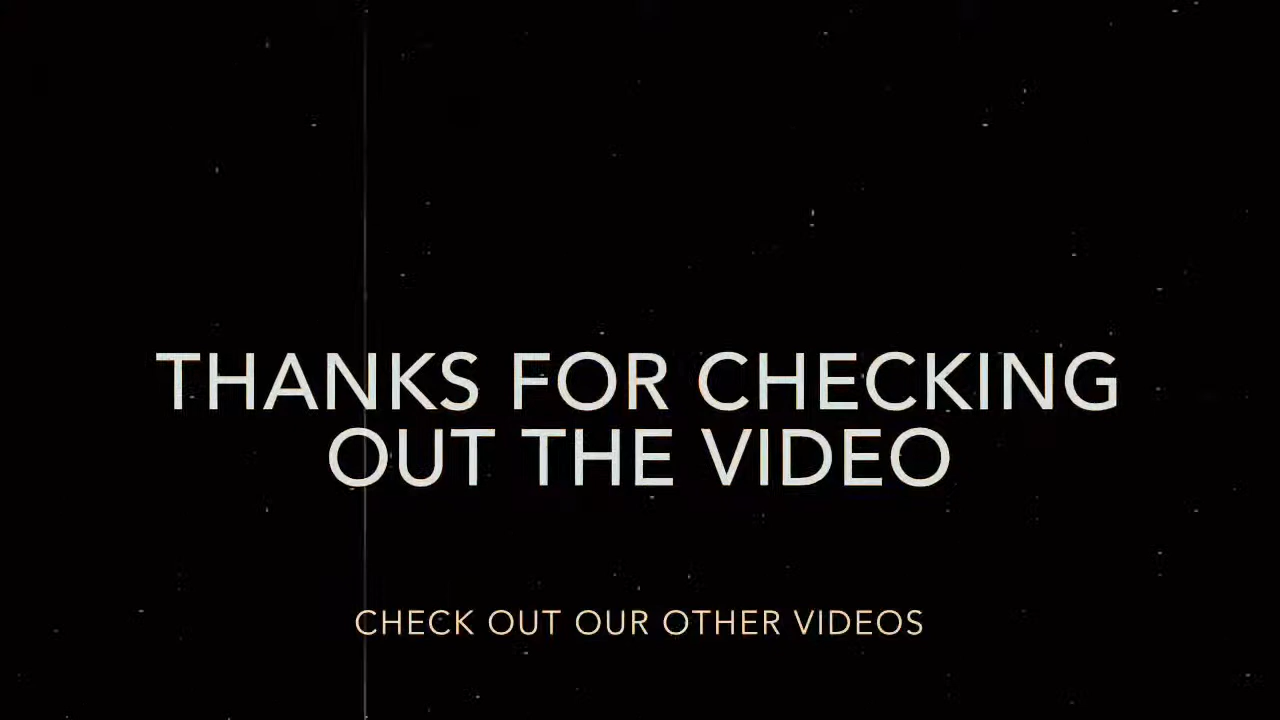 THANKS FOR CHECKING
OUT THE VIDEO
CHECK OUT OUR OTHER VIDEOS